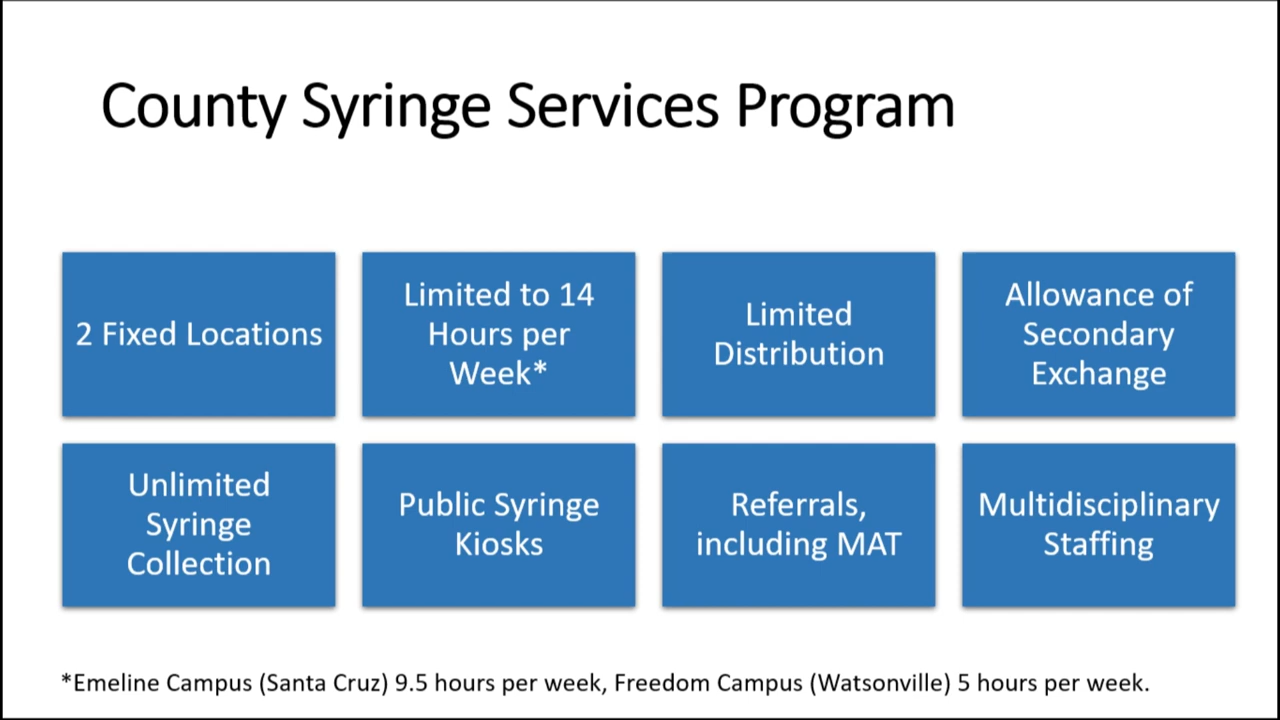 County Syringe Services Program
2 Fixed Locations
Limited to 14
Hours per
Week*
Limited
Distribution
Allowance of
Secondary
Exchange
Unlimited
Syringe
Collection
Public Syringe
Kiosks
Referrals,
including MAT
Multidisciplinary
Staffing
*Emeline Campus (Santa Cruz) 9.5 hours per week, Freedom Campus (Watsonville) 5 hours per week.